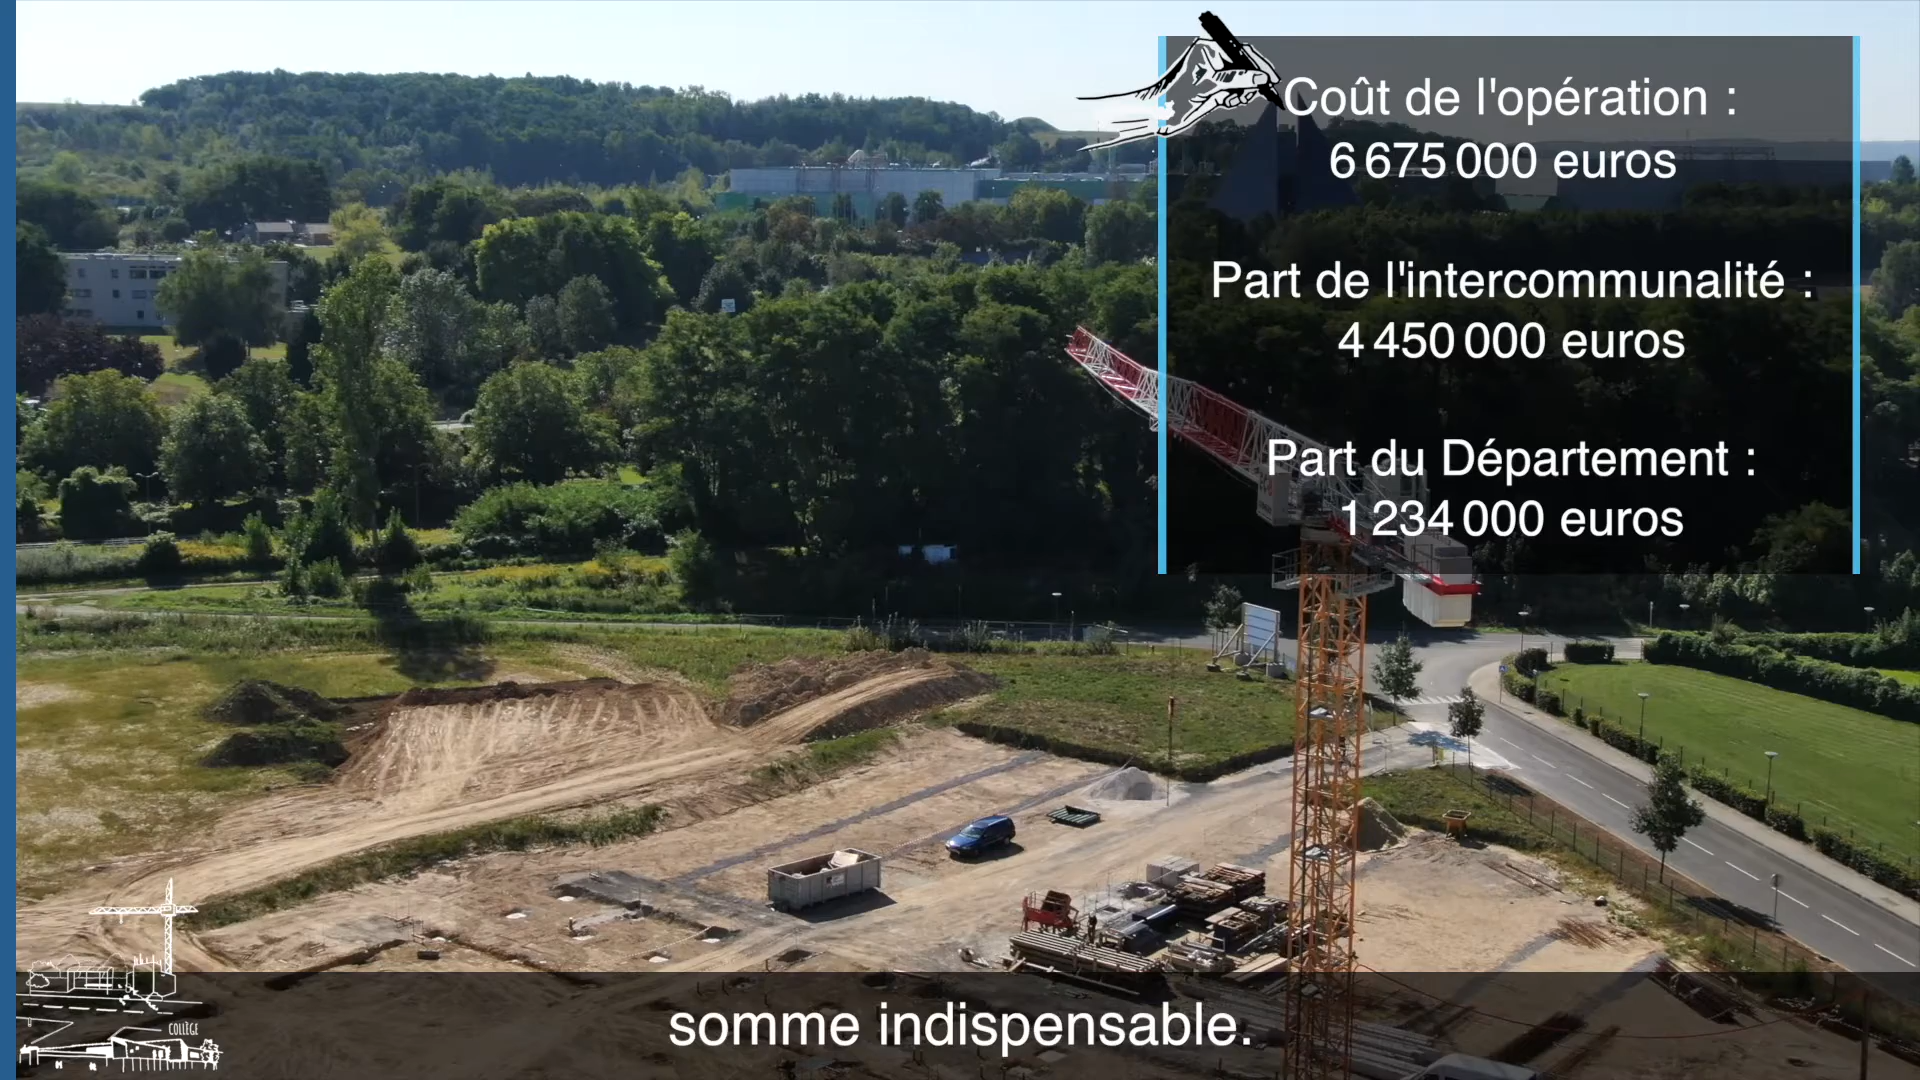 Coût de l'opération :
6 675 000 euros
Part de l'intercommunalité :
4 450 000 euros
Part du Département :
1 234 000 euros
COLLÈGE
somme indispensable.